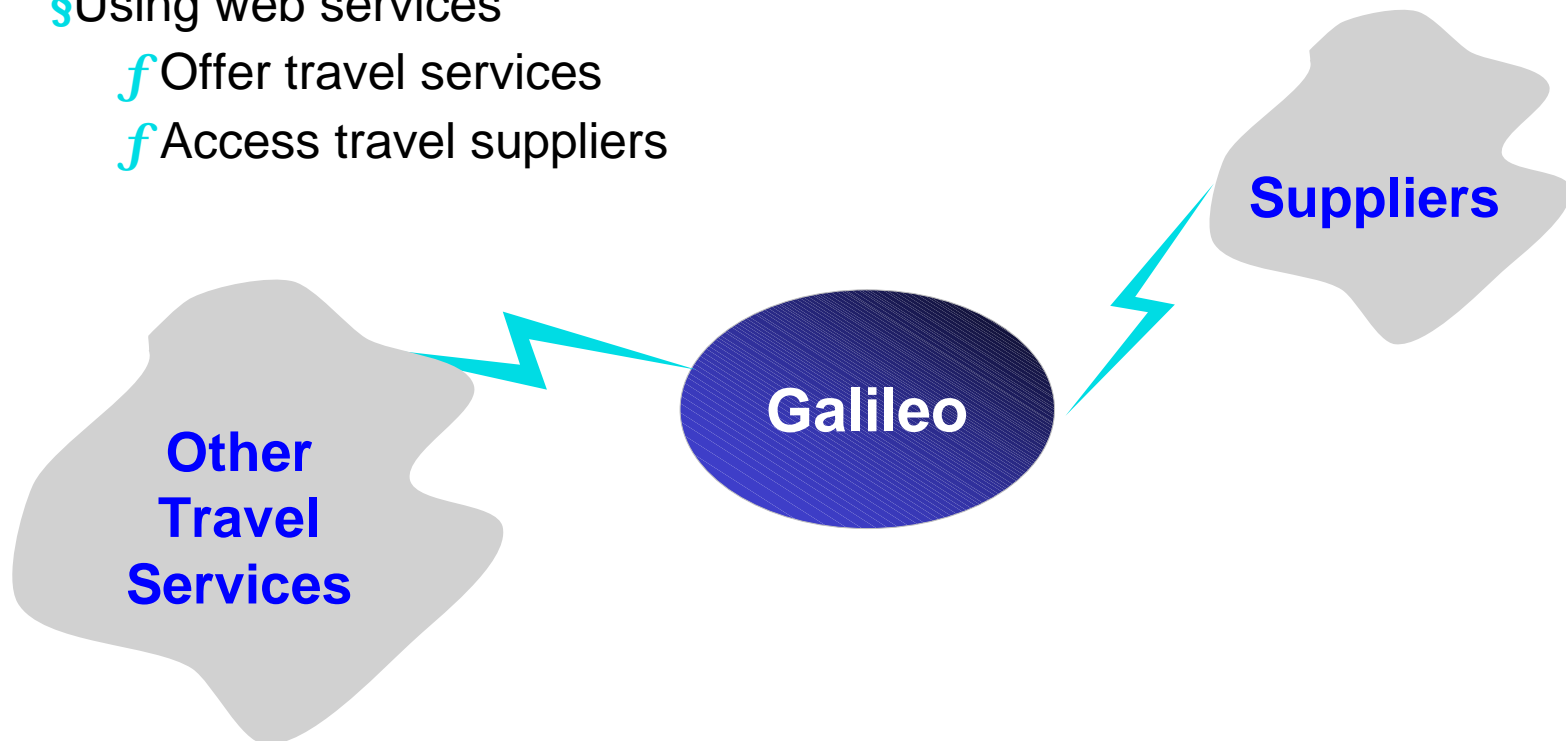 §Using web services
ƒOffer travel services
ƒAccess travel suppliers
Suppliers
Galileo
Other
Travel
Services